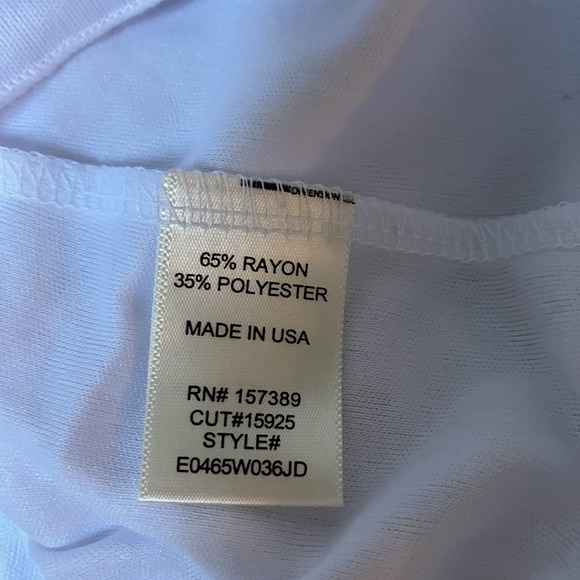 65% RAYON
35% POLYESTER
MADE IN USA
RN# 157389
CUT#15925
STYLE#
E0465W036JD